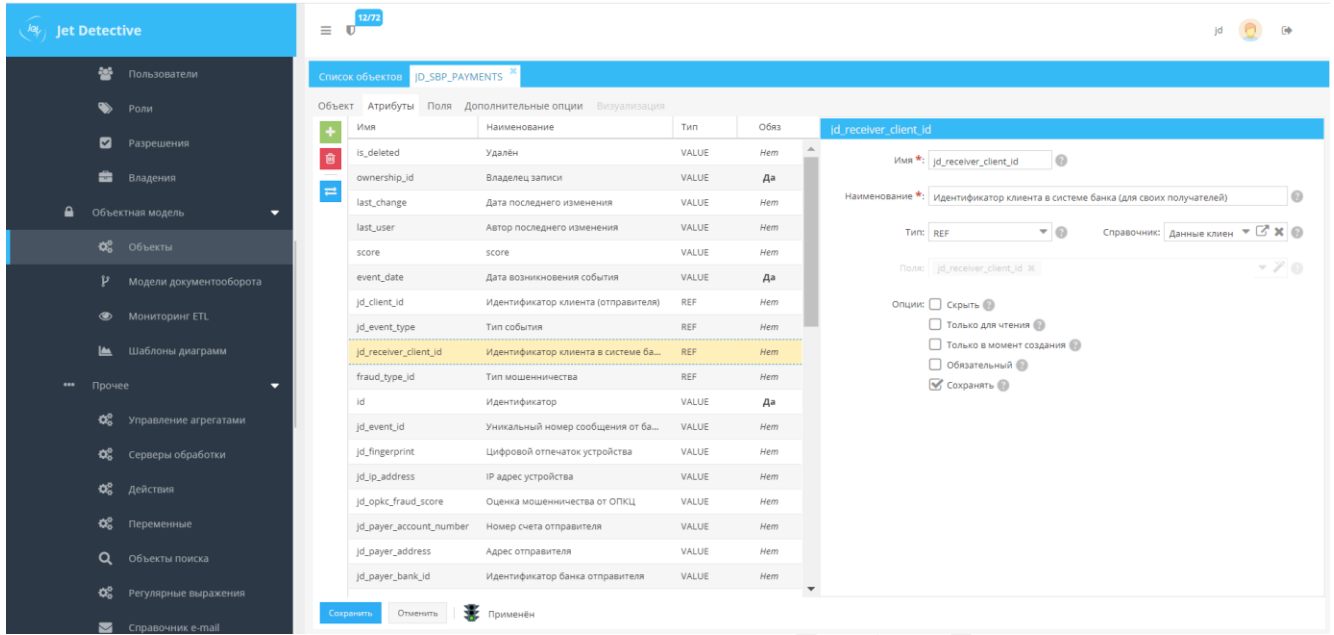 Jet Detective
12/72
jd
Пользователи
Роли
Разрешения
Владения
Объектная модель
Объекты
Модели документооборота
Мониторинг ETL
Шаблоны диаграмм
Прочее
Управление агрегатами
Серверы обработки
Действия
Переменные
Объекты поиска
Регулярные выражения
Справочник e-mail
Список объектов JD_SBP_PAYMENTS
Объект Атрибуты Поля Дополнительные опции Визуализация
Имя Наименование Тип Обяз
is_deleted Удалён VALUE Нет
ownership_id Владелец записи VALUE Да
last_change Дата последнего изменения VALUE Нет
last_user Автор последнего изменения VALUE Нет
score score VALUE Нет
event_date Дата возникновения события VALUE Да
jd_client_id Идентификатор клиента (отправителя) REF Нет
jd_event_type Тип события REF Нет
jd_receiver_client_id Идентификатор клиента в системе ба... REF Нет
fraud_type_id Тип мошенничества REF Нет
id Идентификатор VALUE Да
jd_event_id Уникальный номер сообщения от ба... VALUE Нет
jd_fingerprint Цифровой отпечаток устройства VALUE Нет
jd_ip_address IP адрес устройства VALUE Нет
jd_opkc_fraud_score Оценка мошенничества от ОПКЦ VALUE Нет
jd_payer_account_number Номер счета отправителя VALUE Нет
jd_payer_address Адрес отправителя VALUE Нет
jd_payer_bank_id Идентификатор банка отправителя VALUE Нет
Сохранить Отменить Применён
jd_receiver_client_id
Имя *: jd_receiver_client_id
Наименование *: Идентификатор клиента в системе банка (для своих получателей)
Тип: REF Справочник: Данные клиен
Поля: jd_receiver_client_id
Опции: Скрыть
Только для чтения
Только в момент создания
Обязательный
Сохранять